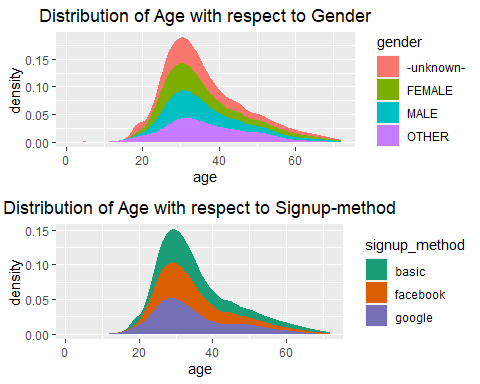 Distribution of Age with respect to Gender
density
0.15
0.10
0.05
0.00
0
20
40
60
age
gender
-unknown-
FEMALE
MALE
OTHER
Distribution of Age with respect to Signup-method
density
0.15
0.10
0.05
0.00
0
20
40
60
age
signup_method
basic
facebook
google